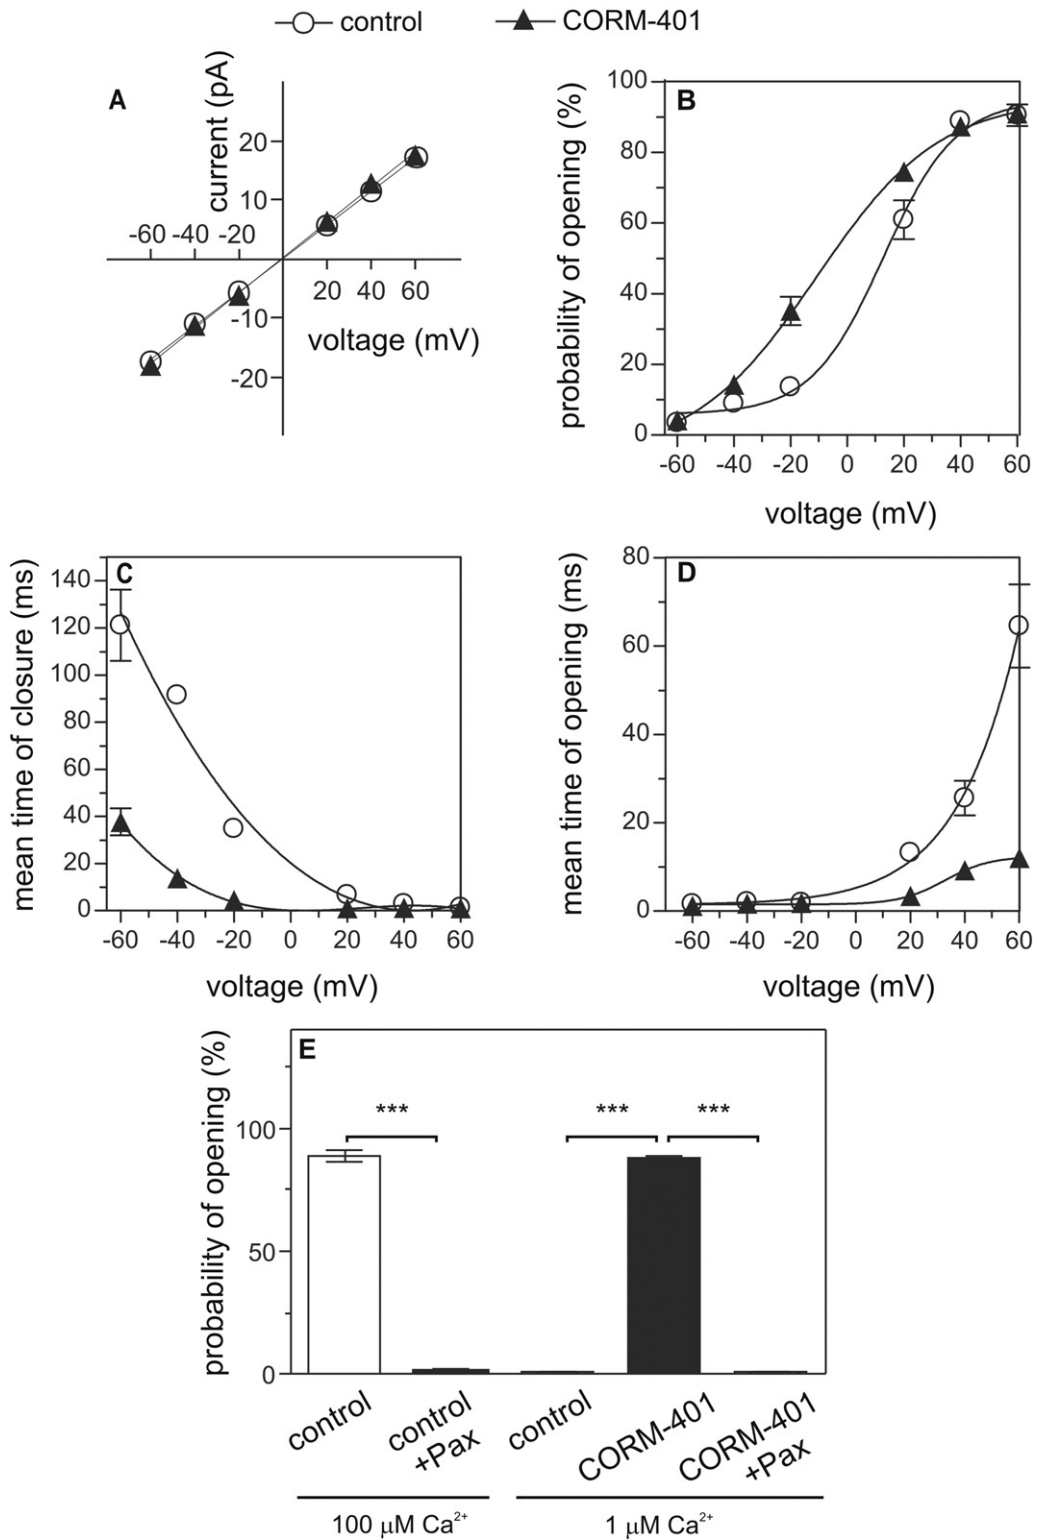 control CORM-401
A
current (pA)
20
10
-60 -40 -20
20 40 60
-10
voltage (mV)
-20
B
probability of opening (%)
100
80
60
40
20
0
-60 -40 -20 0 20 40 60
voltage (mV)
C
mean time of closure (ms)
140
120
100
80
60
40
20
0
-60 -40 -20 0 20 40 60
voltage (mV)
D
mean time of opening (ms)
80
60
40
20
0
-60 -40 -20 0 20 40 60
voltage (mV)
E
probability of opening (%)
*** *** ***
100
50
0
control
control
+Pax
control
CORM-401
CORM-401
+Pax
100 μM Ca²⁺
1 μM Ca²⁺